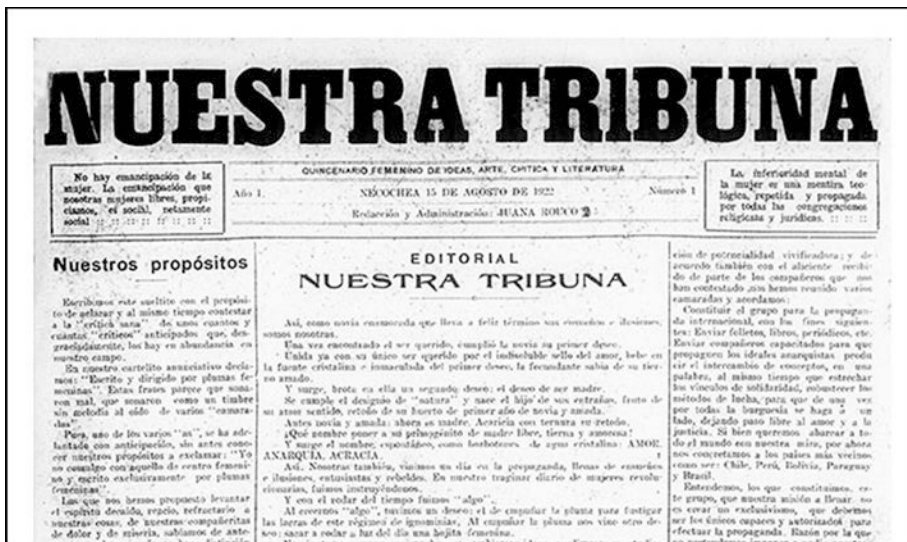 NUESTRA TRIBUNA
No hay emancipación de la
mujer. La emancipación que
nosotras mujeres libres, propi-
ciamos, es social, netamente
social :: :: :: :: :: :: ::
QUINCENARIO FEMENINO DE IDEAS, ARTE, CRITICA Y LITERATURA
Año 1.
NECOCHEA 15 DE AGOSTO DE 1922
Número 1
Redacción y Administración: JUANA ROUCO
La inferioridad mental de
la mujer es una mentira teo-
lógica, repetida y propagada
por todas las congregaciones
religiosas y jurídicas. :: :: ::
Nuestros propósitos
Escribimos este sueltito con el propósi-
to de aclarar y al mismo tiempo contestar
a la "crítica sana" de unos cuantos y
cuantas "críticos" anticipados que, des-
graciadamente, los hay en abundancia en
nuestro campo.
En nuestro cartelito anunciativo decía-
mos: "Escrito y dirigido por plumas fe-
meninas". Estas frases parece que sona-
ron mal, que sonaron como un timbre
sin melodía al oído de varios "camara-
das".
Pues, uno de los varios "as", se ha ade-
lantado con anticipación, sin antes cono-
cer nuestros propósitos a exclamar: "Yo
no comulgo con aquello de centro femeni-
no y escrito exclusivamente por plumas
femeninas".
Las que nos hemos propuesto levantar
el espíritu decaído, reacio, refractario a
nuestras cosas, de nuestras compañeritas
de dolor y de miseria, sabíamos de ante-
EDITORIAL
NUESTRA TRIBUNA
Así, como novia enamorada que lleva a feliz término sus ensueños e ilusiones,
somos nosotras.
Una vez encontrado el ser querido, cumplió la novia su primer deseo.
Unida ya con su único ser querido por el indisoluble sello del amor, bebe en
la fuente cristalina e inmaculada del primer deseo, la fecundante sabia de su tier-
no amado.
Y surge, brota en ella un segundo deseo: el deseo de ser madre.
Se cumple el designio de "natura" y nace el hijo de sus entrañas, fruto de
su amor sentido, retoño de su huerto de primer año de novia y amada.
Antes novia y amada: ahora es madre. Acaricia con ternura su retoño.
¿Qué nombre poner a su primogénito de madre libre, tierna y amorosa?
Y surge el nombre, espontáneo, como borbotones de agua cristalina: AMOR,
ANARQUIA, ACRACIA.
Así. Nosotras también, vinimos un día en la propaganda, llenas de ensueños
e ilusiones, entusiastas y rebeldes. En nuestro traginar diario de mujeres revolu-
cionarias, fuimos instruyéndonos.
Y con el rodar del tiempo fuimos "algo".
Al creernos "algo", tuvimos un deseo: el de empuñar la pluma para fustigar
las lacras de este régimen de ignominias. Al empuñar la pluma nos vino otro de-
seo: sacar a rodar a luz del día una hojita femenina.
ción de potencialidad vivificadora; y de
acuerdo también con el aliciente recibi-
do de parte de los compañeros que nos
han contestado ,nos hemos reunido varios
camaradas y acordamos:
Constituir el grupo para la propagan-
da internacional, con los fines siguien-
tes: Enviar folletos, libros, periódicos, etc.
Enviar compañeros capacitados para que
propaguen los ideales anarquistas produ
cir el intercambio de conceptos, en una
palabra, al mismo tiempo que estrechar
los vínculos de solidaridad, robustecer los
métodos de lucha, para que de una vez
por todas la burguesía se haga a un
lado, dejando paso libre al amor y a la
justicia. Si bien queremos abarcar a to-
do el mundo con nuestra mira, por ahora
nos concretamos a los países más vecinos
como ser: Chile, Perú, Bolivia, Paraguay
y Brasil.
Entendemos, los que constituimos, es-
te grupo, que nuestra misión a llenar no
es crear un exclusivismo, que debemos
ser los únicos capaces y autorizados para
efectuar la propaganda. Razón por la que